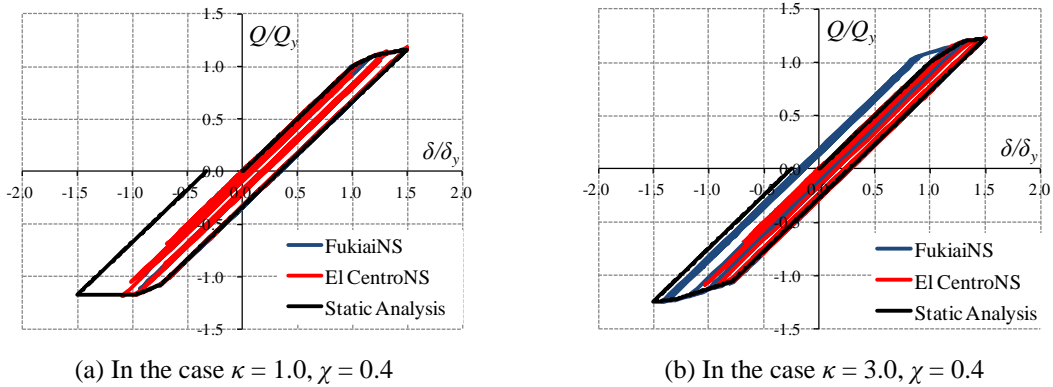 Q/Qy
1.5
1.0
0.5
δ/δy
0.0
-2.0 -1.5 -1.0 -0.5 0.0 0.5 1.0 1.5 2.0
-0.5
FukiaiNS
-1.0
El CentroNS
Static Analysis
-1.5
(a) In the case κ = 1.0, χ = 0.4
Q/Qy
1.5
1.0
0.5
δ/δy
0.0
-2.0 -1.5 -1.0 -0.5 0.0 0.5 1.0 1.5 2.0
-0.5
FukiaiNS
-1.0
El CentroNS
Static Analysis
-1.5
(b) In the case κ = 3.0, χ = 0.4